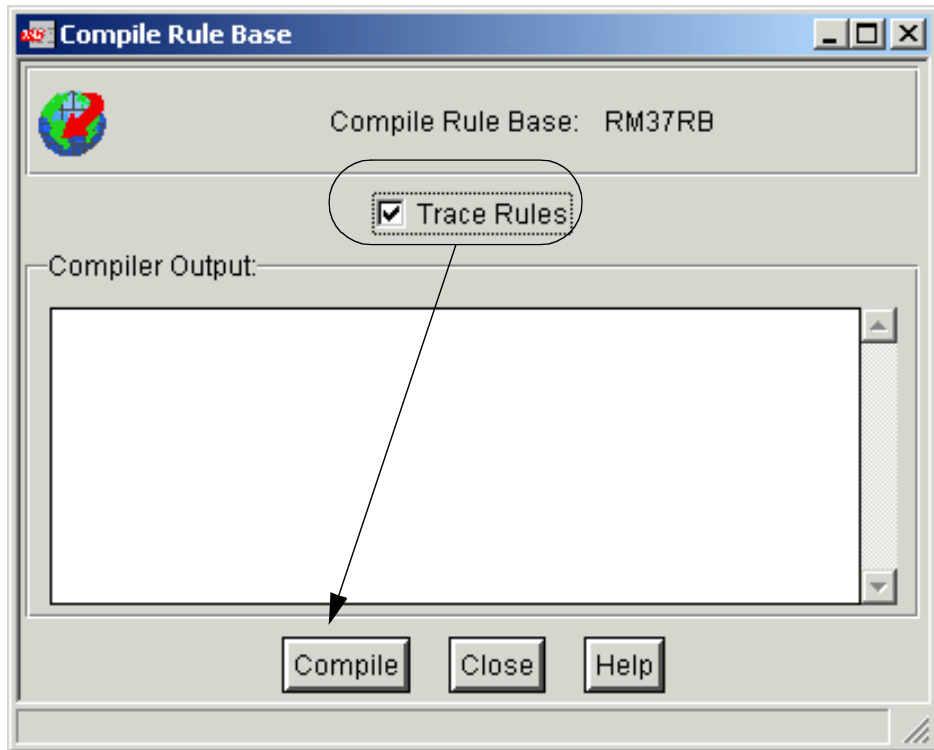 Compile Rule Base
Compile Rule Base: RM37RB
Trace Rules
Compiler Output:
Compile Close Help